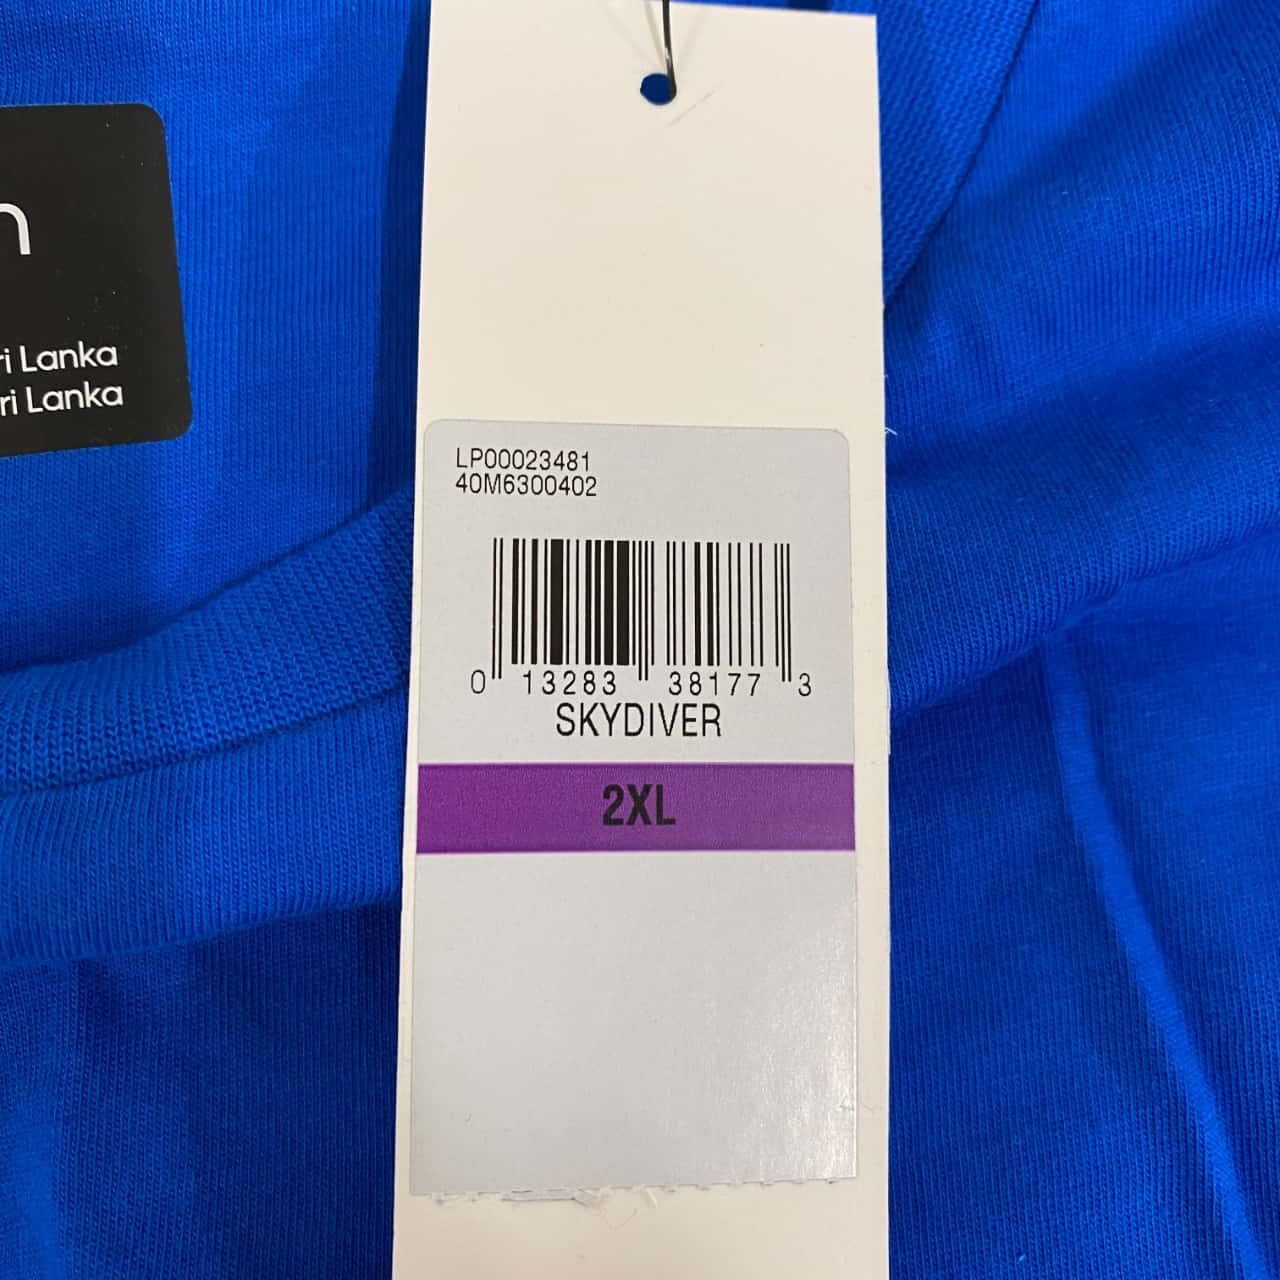 ri Lanka
ri Lanka
LP00023481
40M6300402
0 13283 38177 3
SKYDIVER
2XL